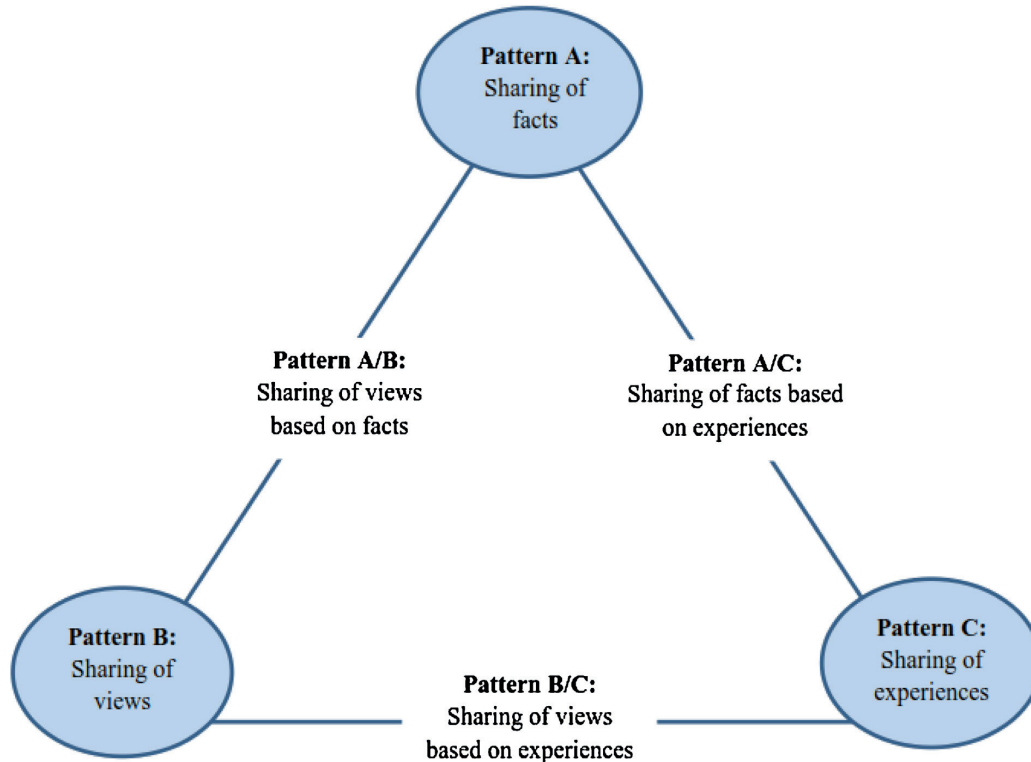 Pattern A:
Sharing of
facts
Pattern A/B:
Sharing of views
based on facts
Pattern A/C:
Sharing of facts based
on experiences
Pattern B:
Sharing of
views
Pattern B/C:
Sharing of views
based on experiences
Pattern C:
Sharing of
experiences